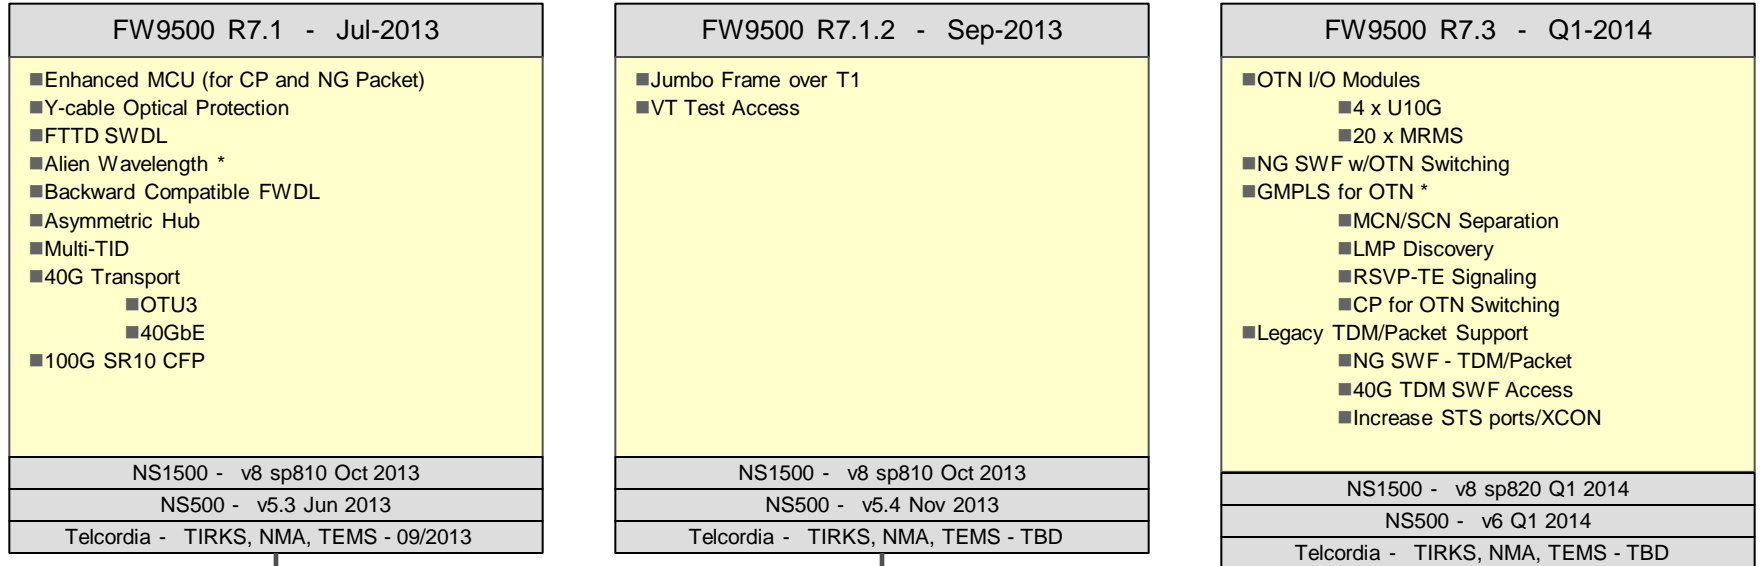 FW9500 R7.1 - Jul-2013
■Enhanced MCU (for CP and NG Packet)
■Y-cable Optical Protection
■FTTD SWDL
■Alien Wavelength *
■Backward Compatible FWDL
■Asymmetric Hub
■Multi-TID
■40G Transport
■OTU3
■40GbE
■100G SR10 CFP
NS1500 - v8 sp810 Oct 2013
NS500 - v5.3 Jun 2013
Telcordia - TIRKS, NMA, TEMS - 09/2013
FW9500 R7.1.2 - Sep-2013
■Jumbo Frame over T1
■VT Test Access
NS1500 - v8 sp810 Oct 2013
NS500 - v5.4 Nov 2013
Telcordia - TIRKS, NMA, TEMS - TBD
FW9500 R7.3 - Q1-2014
■OTN I/O Modules
■4 x U10G
■20 x MRMS
■NG SWF w/OTN Switching
■GMPLS for OTN *
■MCN/SCN Separation
■LMP Discovery
■RSVP-TE Signaling
■CP for OTN Switching
■Legacy TDM/Packet Support
■NG SWF - TDM/Packet
■40G TDM SWF Access
■Increase STS ports/XCON
NS1500 - v8 sp820 Q1 2014
NS500 - v6 Q1 2014
Telcordia - TIRKS, NMA, TEMS - TBD